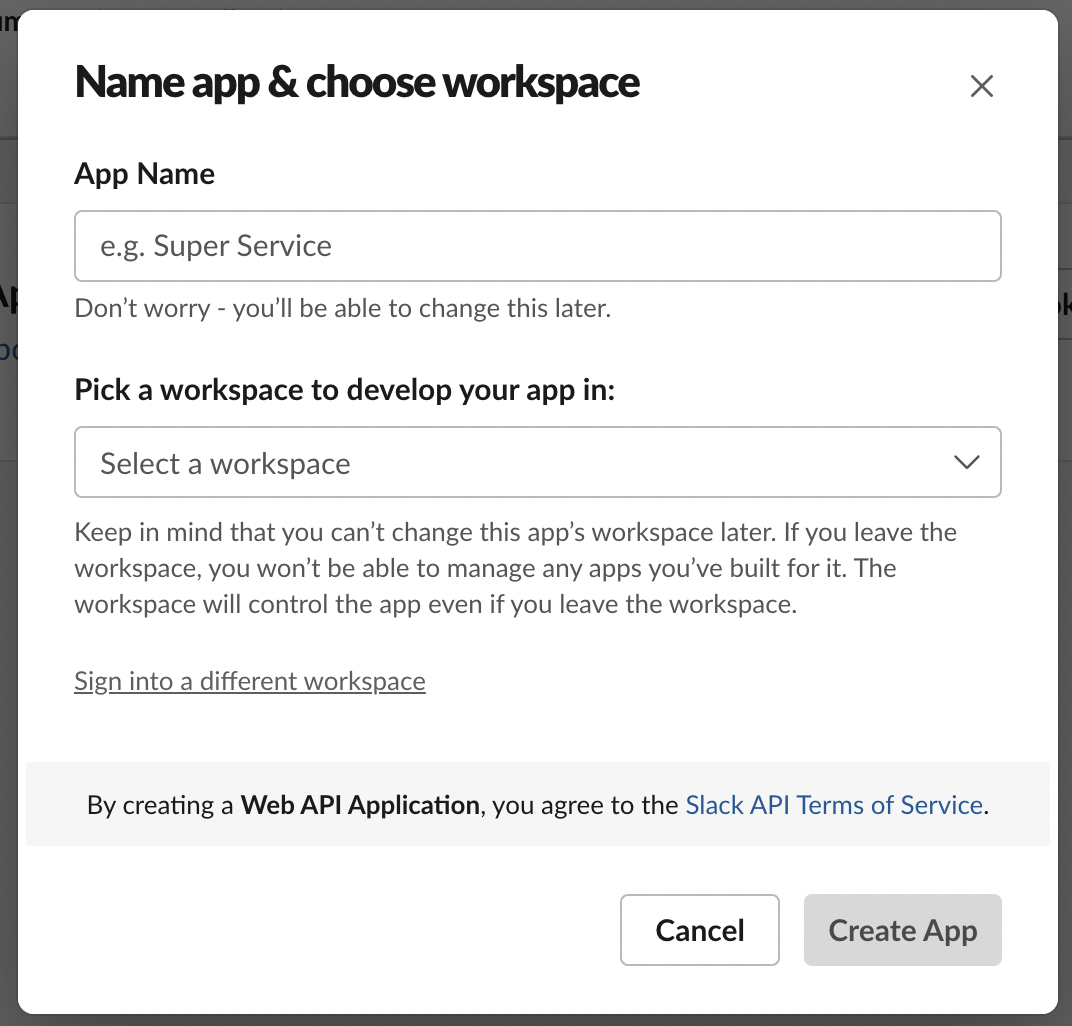 Name app & choose workspace
App Name
e.g. Super Service
Don’t worry - you’ll be able to change this later.
Pick a workspace to develop your app in:
Select a workspace
Keep in mind that you can’t change this app’s workspace later. If you leave the
workspace, you won’t be able to manage any apps you’ve built for it. The
workspace will control the app even if you leave the workspace.
Sign into a different workspace
By creating a Web API Application, you agree to the Slack API Terms of Service.
Cancel
Create App